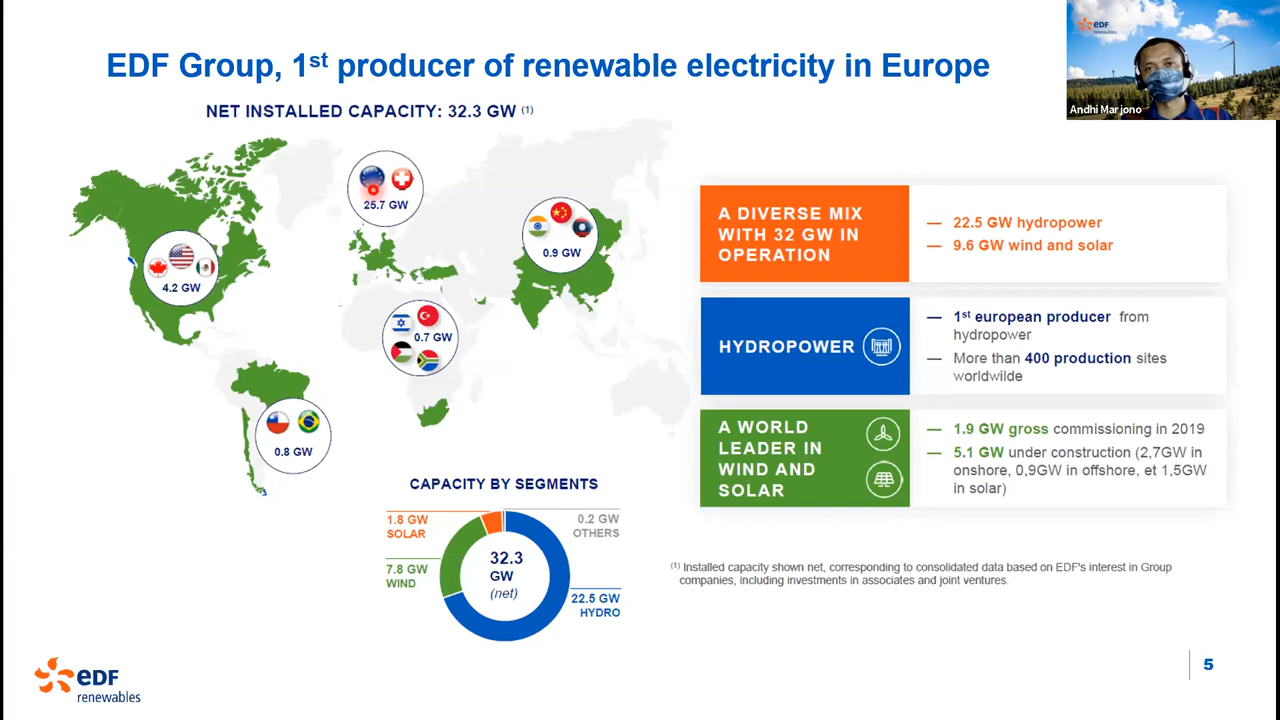 EDF Group, 1st producer of renewable electricity in Europe
NET INSTALLED CAPACITY: 32.3 GW (1)
eDF
renewables
Andhi Marjono
25.7 GW
0.9 GW
4.2 GW
0.7 GW
0.8 GW
A DIVERSE MIX
WITH 32 GW IN
OPERATION
— 22.5 GW hydropower
— 9.6 GW wind and solar
HYDROPOWER
— 1st european producer from
hydropower
— More than 400 production sites
worldwilde
A WORLD
LEADER IN
WIND AND
SOLAR
— 1.9 GW gross commissioning in 2019
— 5.1 GW under construction (2,7GW in
onshore, 0,9GW in offshore, et 1,5GW
in solar)
CAPACITY BY SEGMENTS
1.8 GW
SOLAR
0.2 GW
OTHERS
7.8 GW
WIND
32.3
GW
(net)
22.5 GW
HYDRO
(1) Installed capacity shown net, corresponding to consolidated data based on EDF's interest in Group
companies, including investments in associates and joint ventures.
eDF
renewables
5